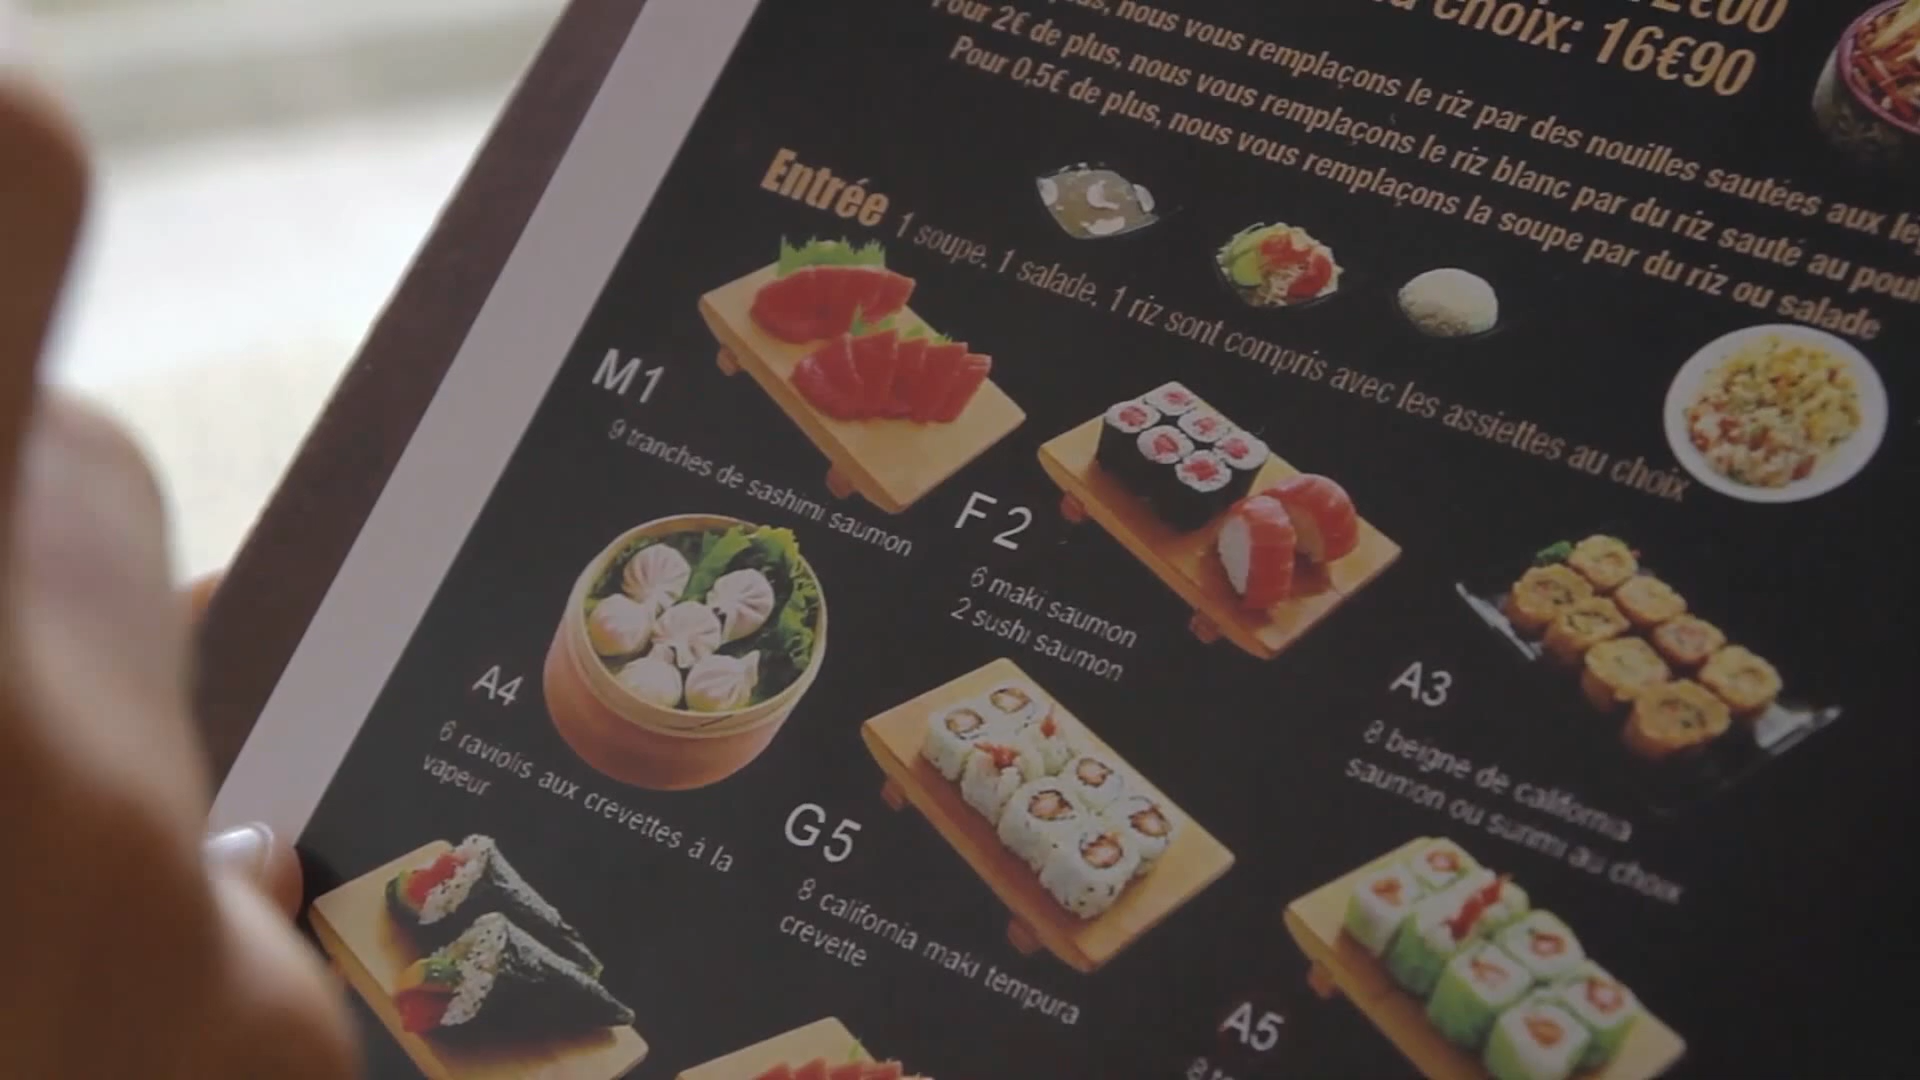 choix: 16€90
nous vous remplaçons le riz par des nouilles sautées aux
Pour 2€ de plus, nous vous remplaçons le riz blanc par du riz sauté au
Pour 0,5€ de plus, nous vous remplaçons la soupe par du riz ou salade
Entrée 1 soupe, 1 salade, 1 riz sont compris avec les assiettes au choix
M1
9 tranches de sashimi saumon
F2
6 maki saumon
2 sushi saumon
A3
8 beigne de california
saumon ou surimi au choix
A4
6 raviolis aux crevettes á la
vapeur
G5
8 california maki tempura
crevette
A5
8